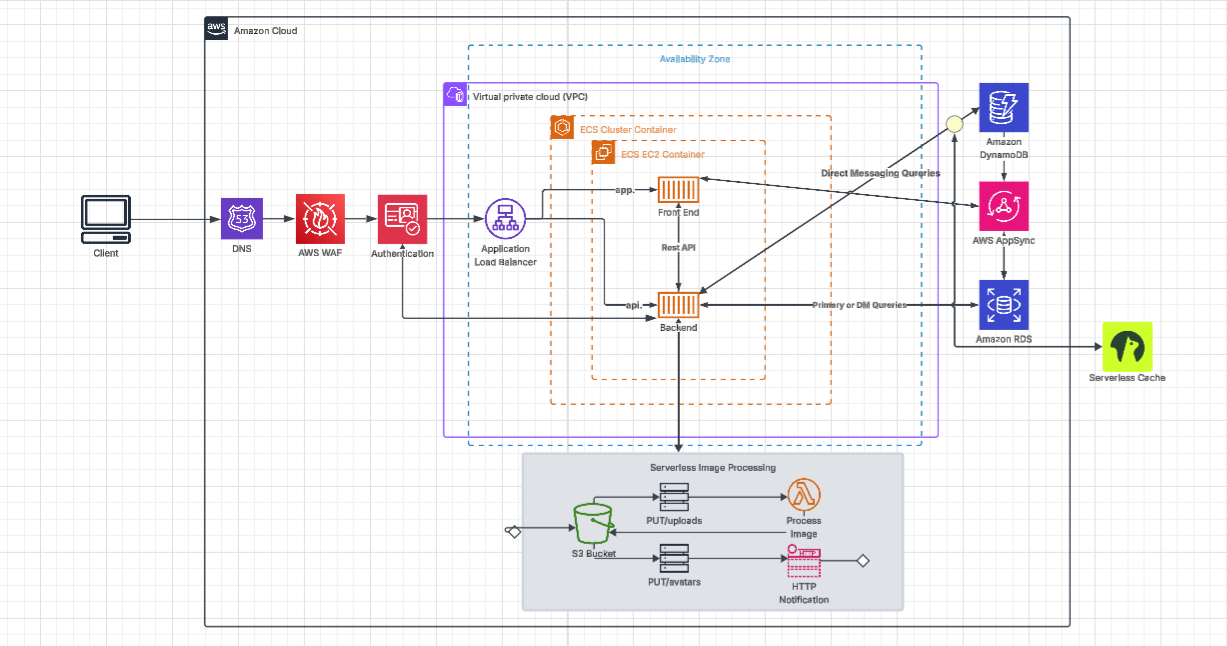 aws
Amazon Cloud
Availability Zone
Virtual private cloud (VPC)
ECS Cluster Container
ECS EC2 Container
Amazon
DynamoDB
Direct Messaging Qureries
app.
Front End
53
DNS
AWS WAF
Authentication
Client
Application
Load Balancer
Rest API
AWS AppSync
api.
Backend
Primary or DM Qureries
Amazon RDS
Serverless Cache
Serverless Image Processing
PUT/uploads
Process
Image
S3 Bucket
HTTP
PUT/avatars
HTTP
Notification